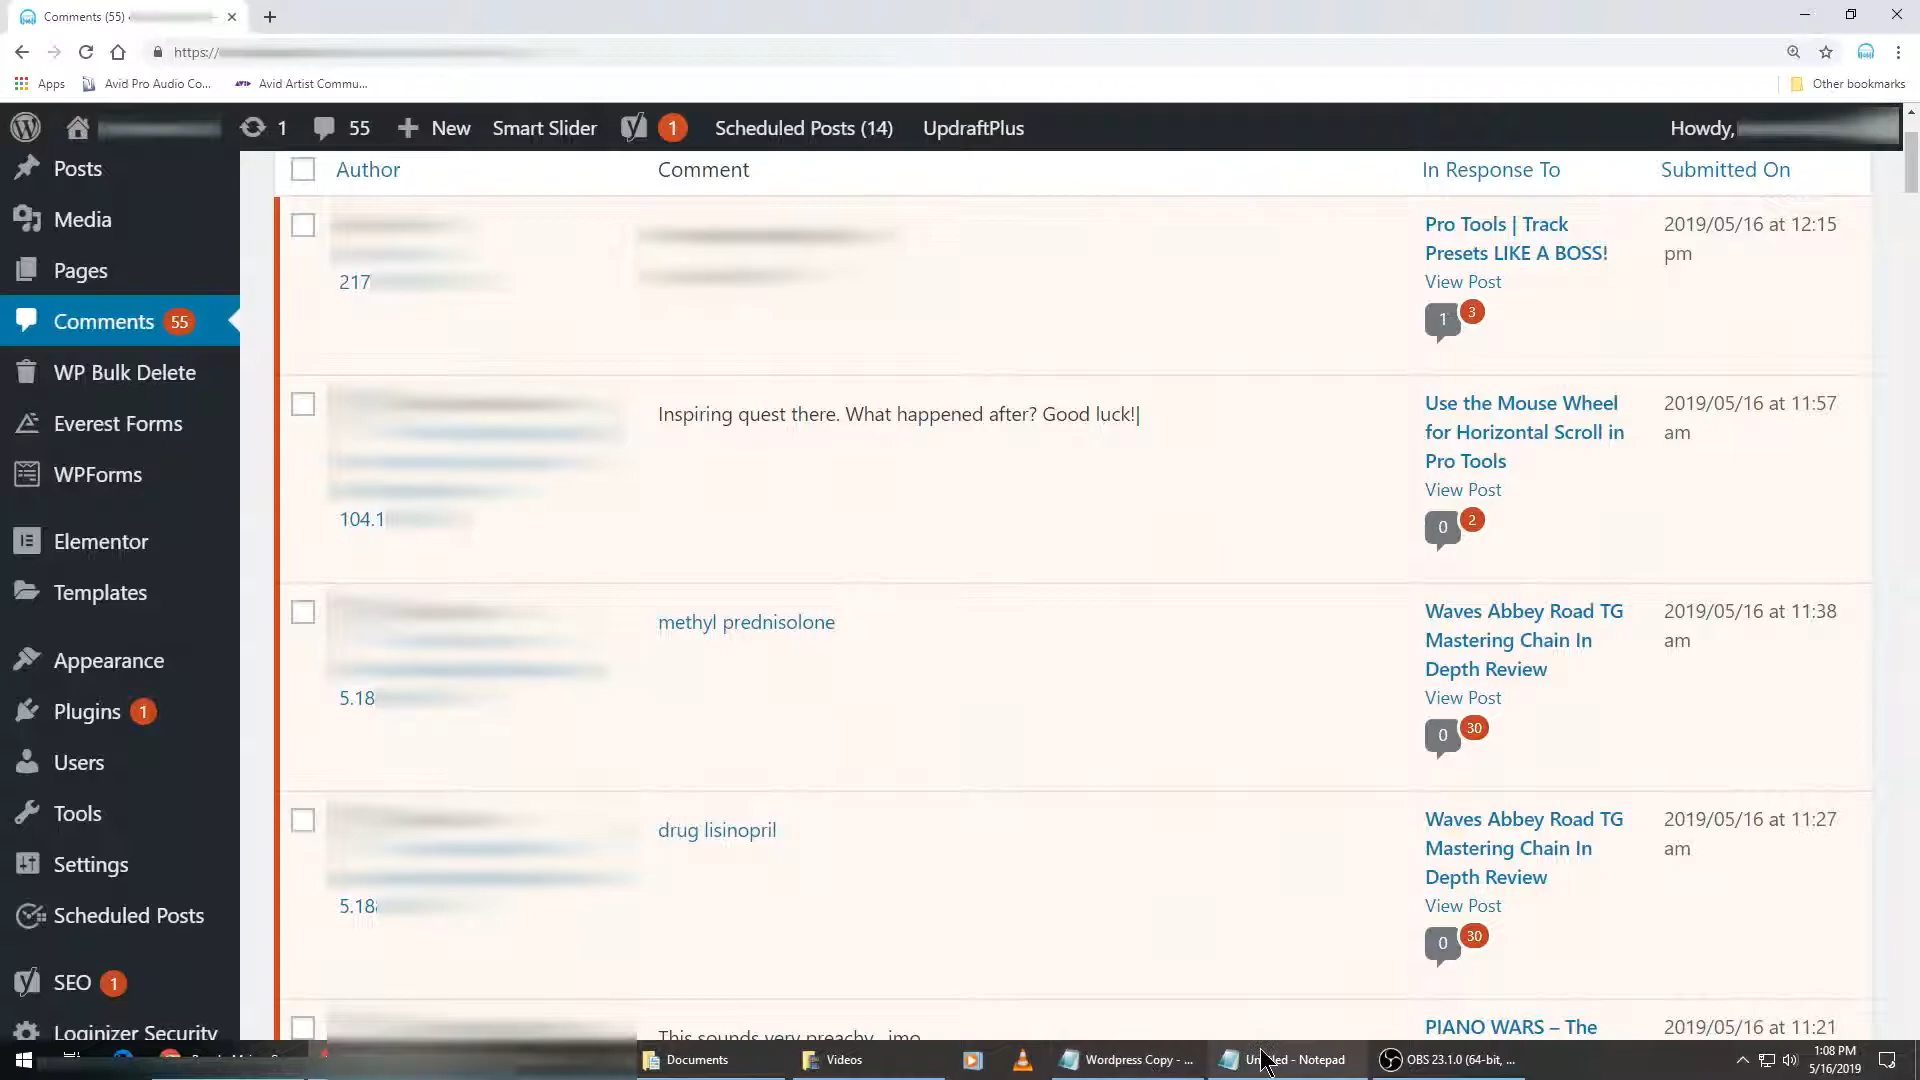 Comments (55)
https://
Apps
Avid Pro Audio Co...
Avid Artist Commu...
Other bookmarks
1
55
New
Smart Slider
1
Scheduled Posts (14)
UpdraftPlus
Howdy,
Posts
Media
Pages
Comments 55
WP Bulk Delete
Everest Forms
WPForms
Elementor
Templates
Appearance
Plugins 1
Users
Tools
Settings
Scheduled Posts
SEO 1
Loginizer Security
Author
Comment
In Response To
Submitted On
217
Pro Tools | Track
Presets LIKE A BOSS!
View Post
1 3
2019/05/16 at 12:15
pm
104.1
Inspiring quest there. What happened after? Good luck!|
Use the Mouse Wheel
for Horizontal Scroll in
Pro Tools
View Post
0 2
2019/05/16 at 11:57
am
5.18
methyl prednisolone
Waves Abbey Road TG
Mastering Chain In
Depth Review
View Post
0 30
2019/05/16 at 11:38
am
5.18
drug lisinopril
Waves Abbey Road TG
Mastering Chain In
Depth Review
View Post
0 30
2019/05/16 at 11:27
am
This sounds very preachy...imo
PIANO WARS – The
2019/05/16 at 11:21
Documents
Videos
Wordpress Copy - ...
- Notepad
OBS 23.1.0 (64-bit, ...
1:08 PM
5/16/2019